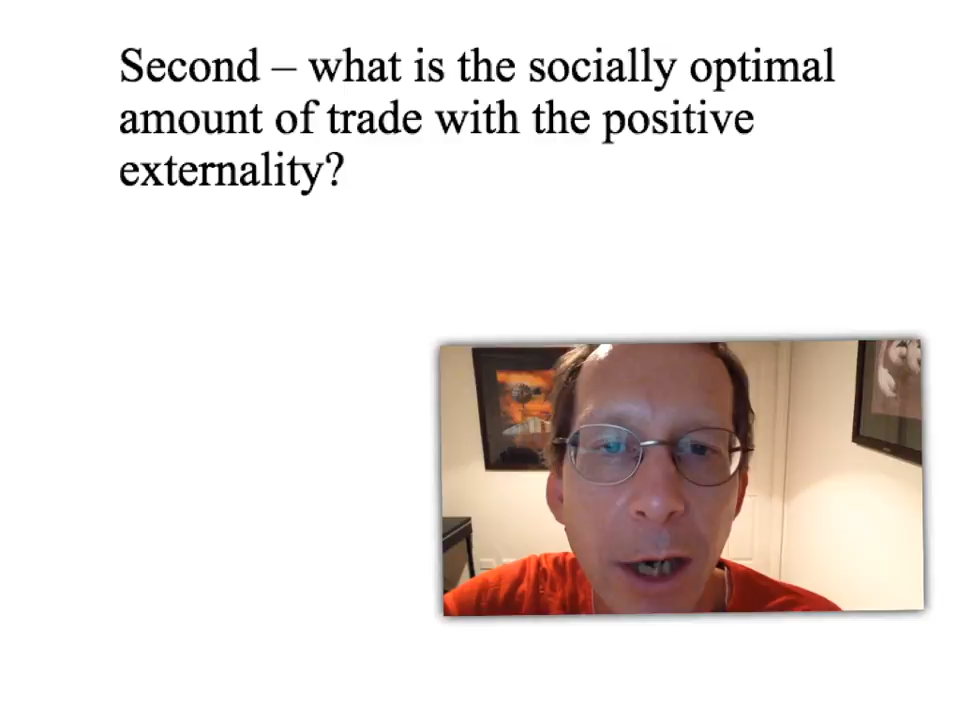 Second – what is the socially optimal
amount of trade with the positive
externality?